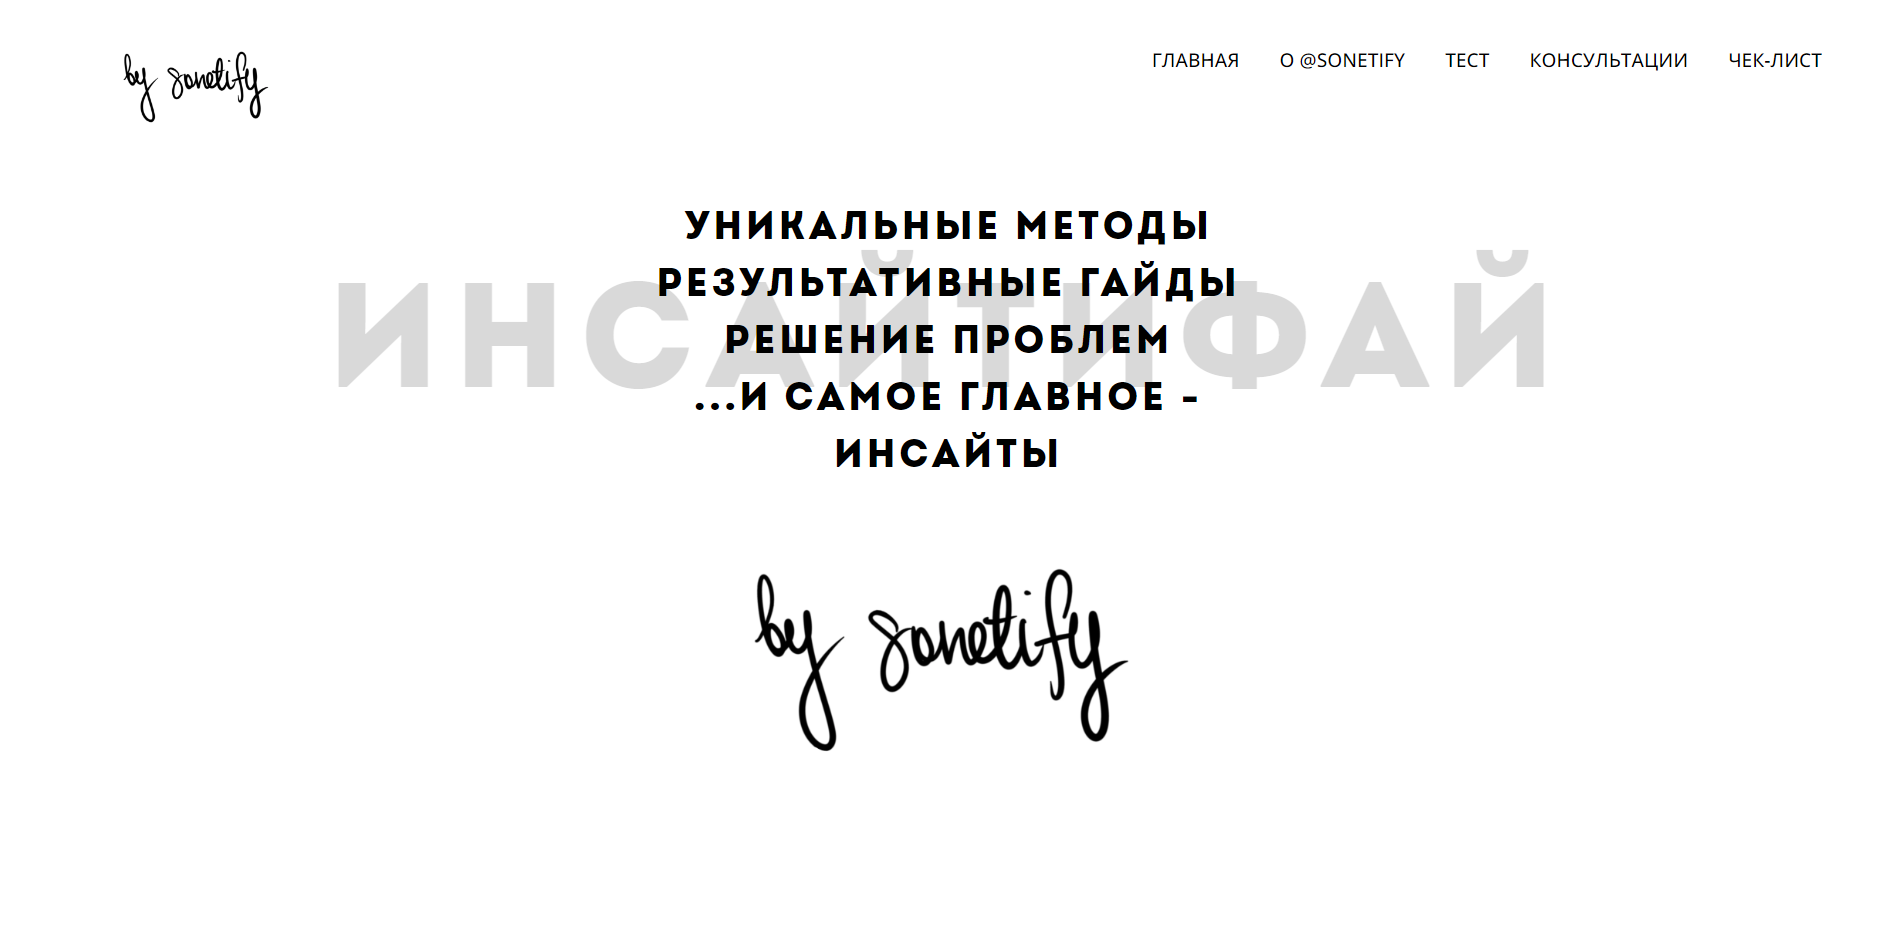 by sonetify
ГЛАВНАЯ О @SONETIFY ТЕСТ КОНСУЛЬТАЦИИ ЧЕК-ЛИСТ
УНИКАЛЬНЫЕ МЕТОДЫ
РЕЗУЛЬТАТИВНЫЕ ГАЙДЫ
ИНСАЙТИФАЙ
РЕШЕНИЕ ПРОБЛЕМ
...И САМОЕ ГЛАВНОЕ -
ИНСАЙТЫ
by sonetify